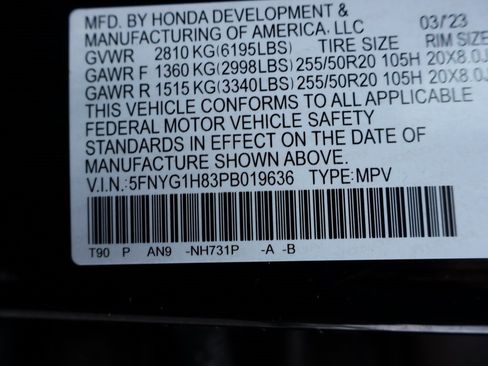 MFD. BY HONDA DEVELOPMENT & 03/23
MANUFACTURING OF AMERICA, LLC
GVWR 2810 KG(6195LBS) TIRE SIZE RIM SIZE
GAWR F 1360 KG(2998LBS) 255/50R20 105H 20X8.0J
GAWR R 1515 KG(3340LBS) 255/50R20 105H 20X8.0J
THIS VEHICLE CONFORMS TO ALL APPLICABLE
FEDERAL MOTOR VEHICLE SAFETY
STANDARDS IN EFFECT ON THE DATE OF
MANUFACTURE SHOWN ABOVE.
V.I.N.:5FNYG1H83PB019636 TYPE:MPV
T90 P AN9 -NH731P -A -B